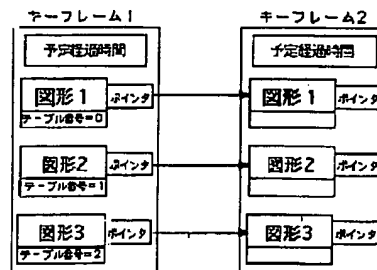 キーフレーム1
予定経過時間
図形1
ポインタ
テーブル番号=0
図形2
ポインタ
テーブル番号=1
図形3
ポインタ
テーブル番号=2
キーフレーム2
予定経過時間
図形1
ポインタ
図形2
ポインタ
図形3
ポインタ